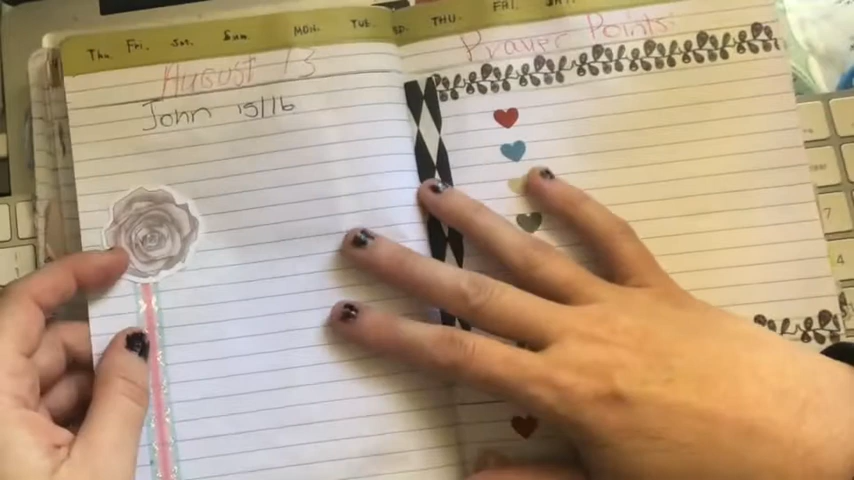 Thu. Fri. Sat. Sun. Mon. Tue.
August 13
John 15/16
THU. FRI.
Prayer Points: